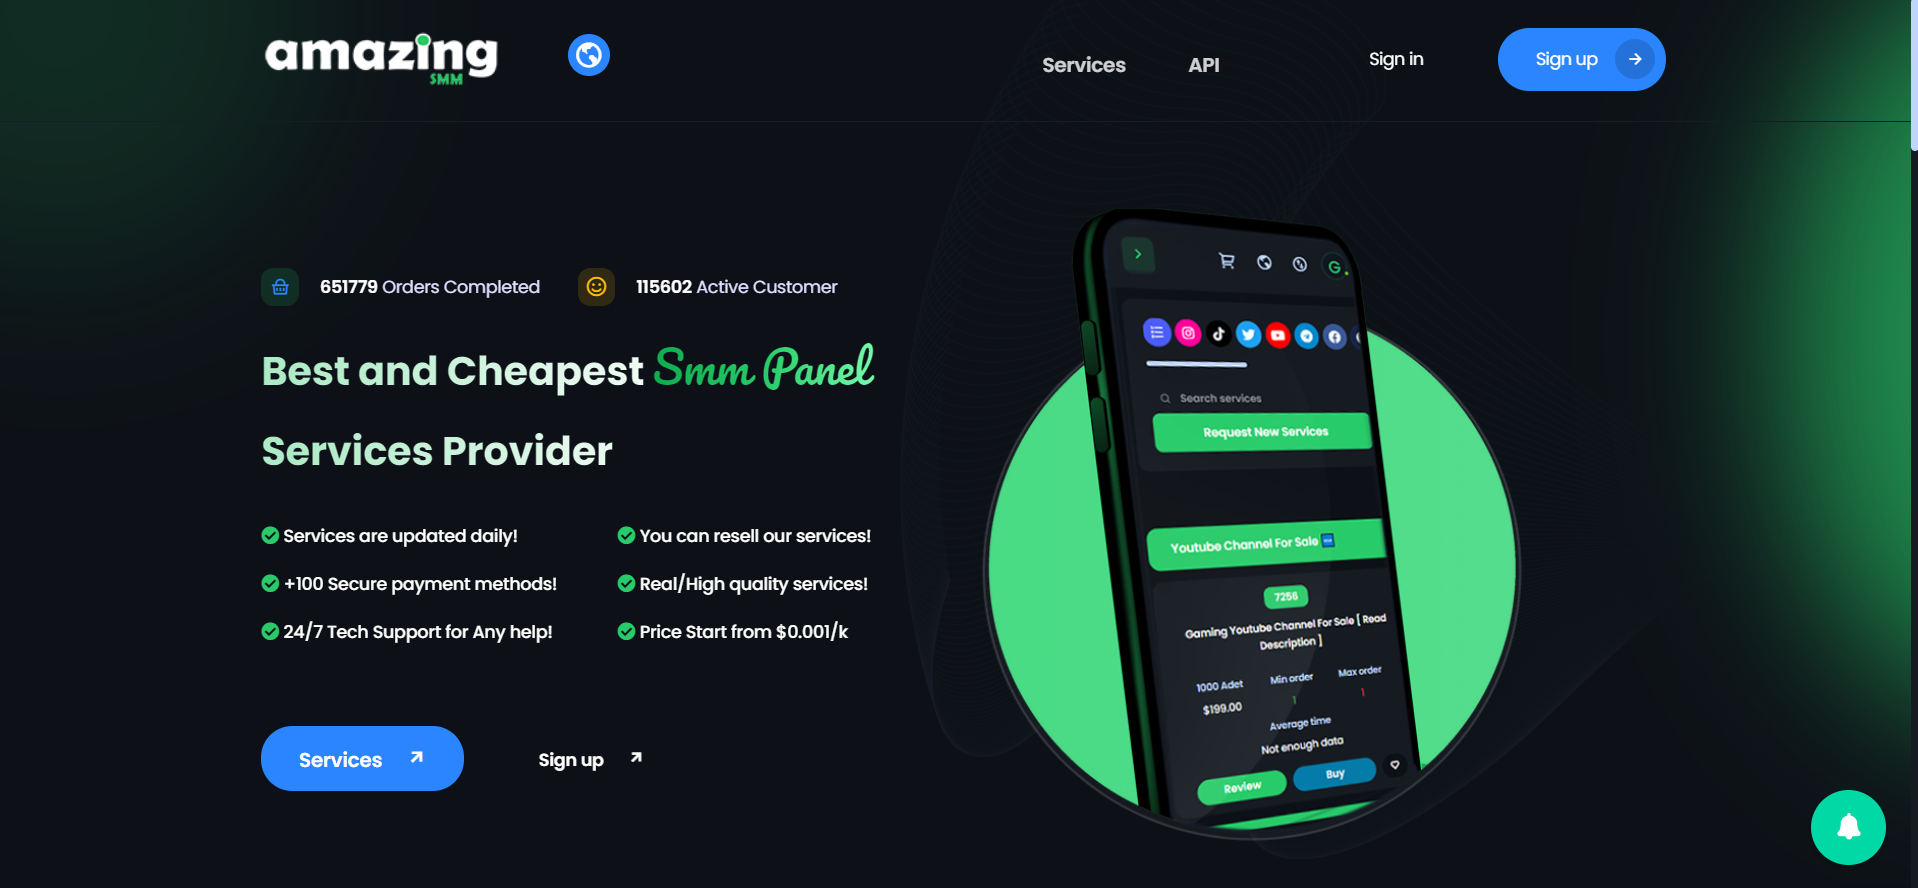 amazing
SMM
Services
API
Sign in
Sign up
651779 Orders Completed
115602 Active Customer
Best and Cheapest Smm Panel
Services Provider
Services are updated daily!
You can resell our services!
+100 Secure payment methods!
Real/High quality services!
24/7 Tech Support for Any help!
Price Start from $0.001/k
Services
Sign up
G
Search services
Request New Services
Youtube Channel For Sale
7256
Gaming Youtube Channel For Sale [ Read
Description ]
1000 Adet
Min order
Max order
$199.00
1
1
Average time
Not enough data
Review
Buy